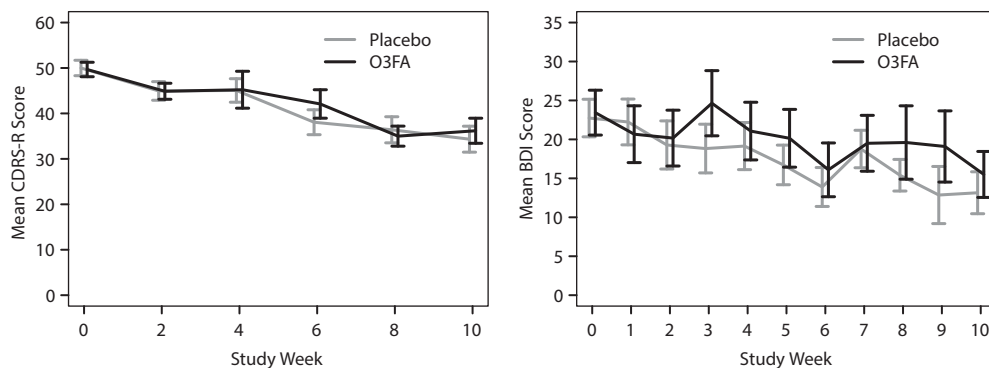 60
50
40
30
20
10
0
Mean CDRS-R Score
Placebo
O3FA
0 2 4 6 8 10
Study Week
35
30
25
20
15
10
5
0
Mean BDI Score
Placebo
O3FA
0 1 2 3 4 5 6 7 8 9 10
Study Week